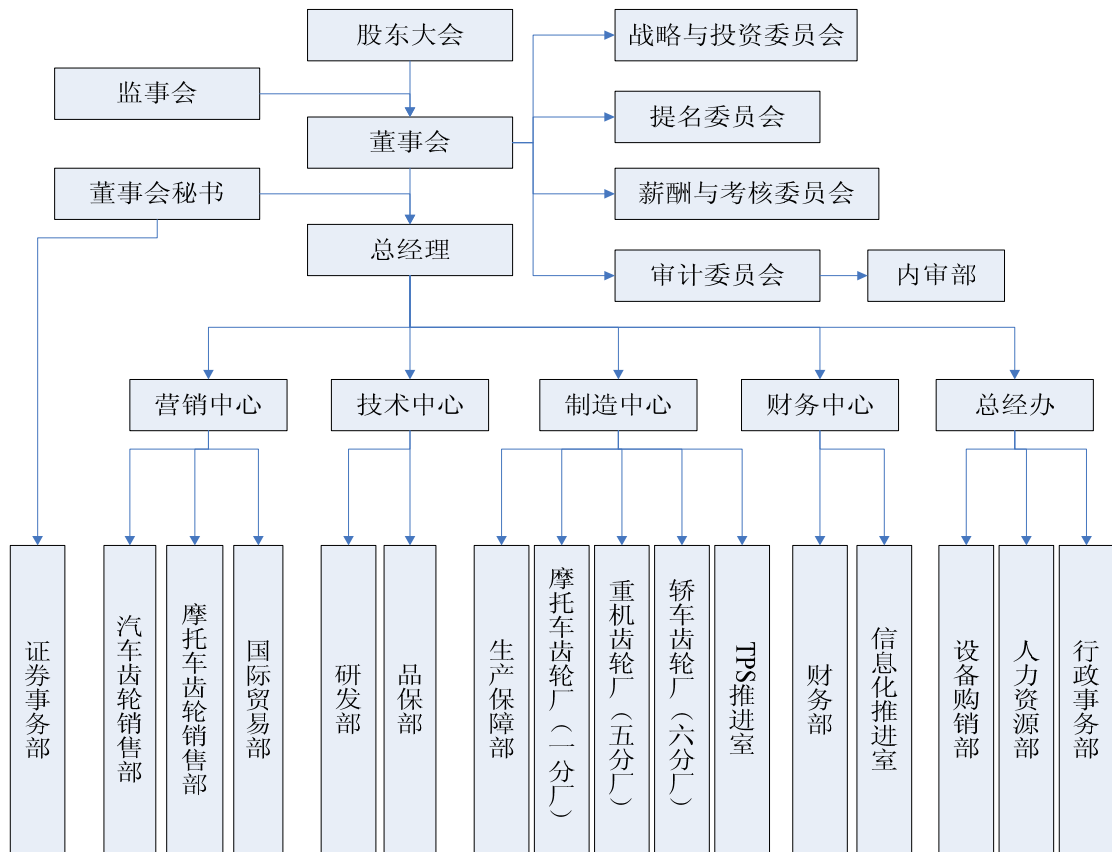 股东大会
战略与投资委员会
监事会
提名委员会
董事会
董事会秘书
薪酬与考核委员会
总经理
审计委员会
内审部
营销中心
技术中心
制造中心
财务中心
总经办
证券事务部
汽车齿轮销售部
摩托车齿轮销售部
国际贸易部
研发部
品保部
生产保障部
摩托车齿轮厂（一分厂）
重机齿轮厂（五分厂）
轿车齿轮厂（六分厂）
TPS推进室
财务部
信息化推进室
设备购销部
人力资源部
行政事务部